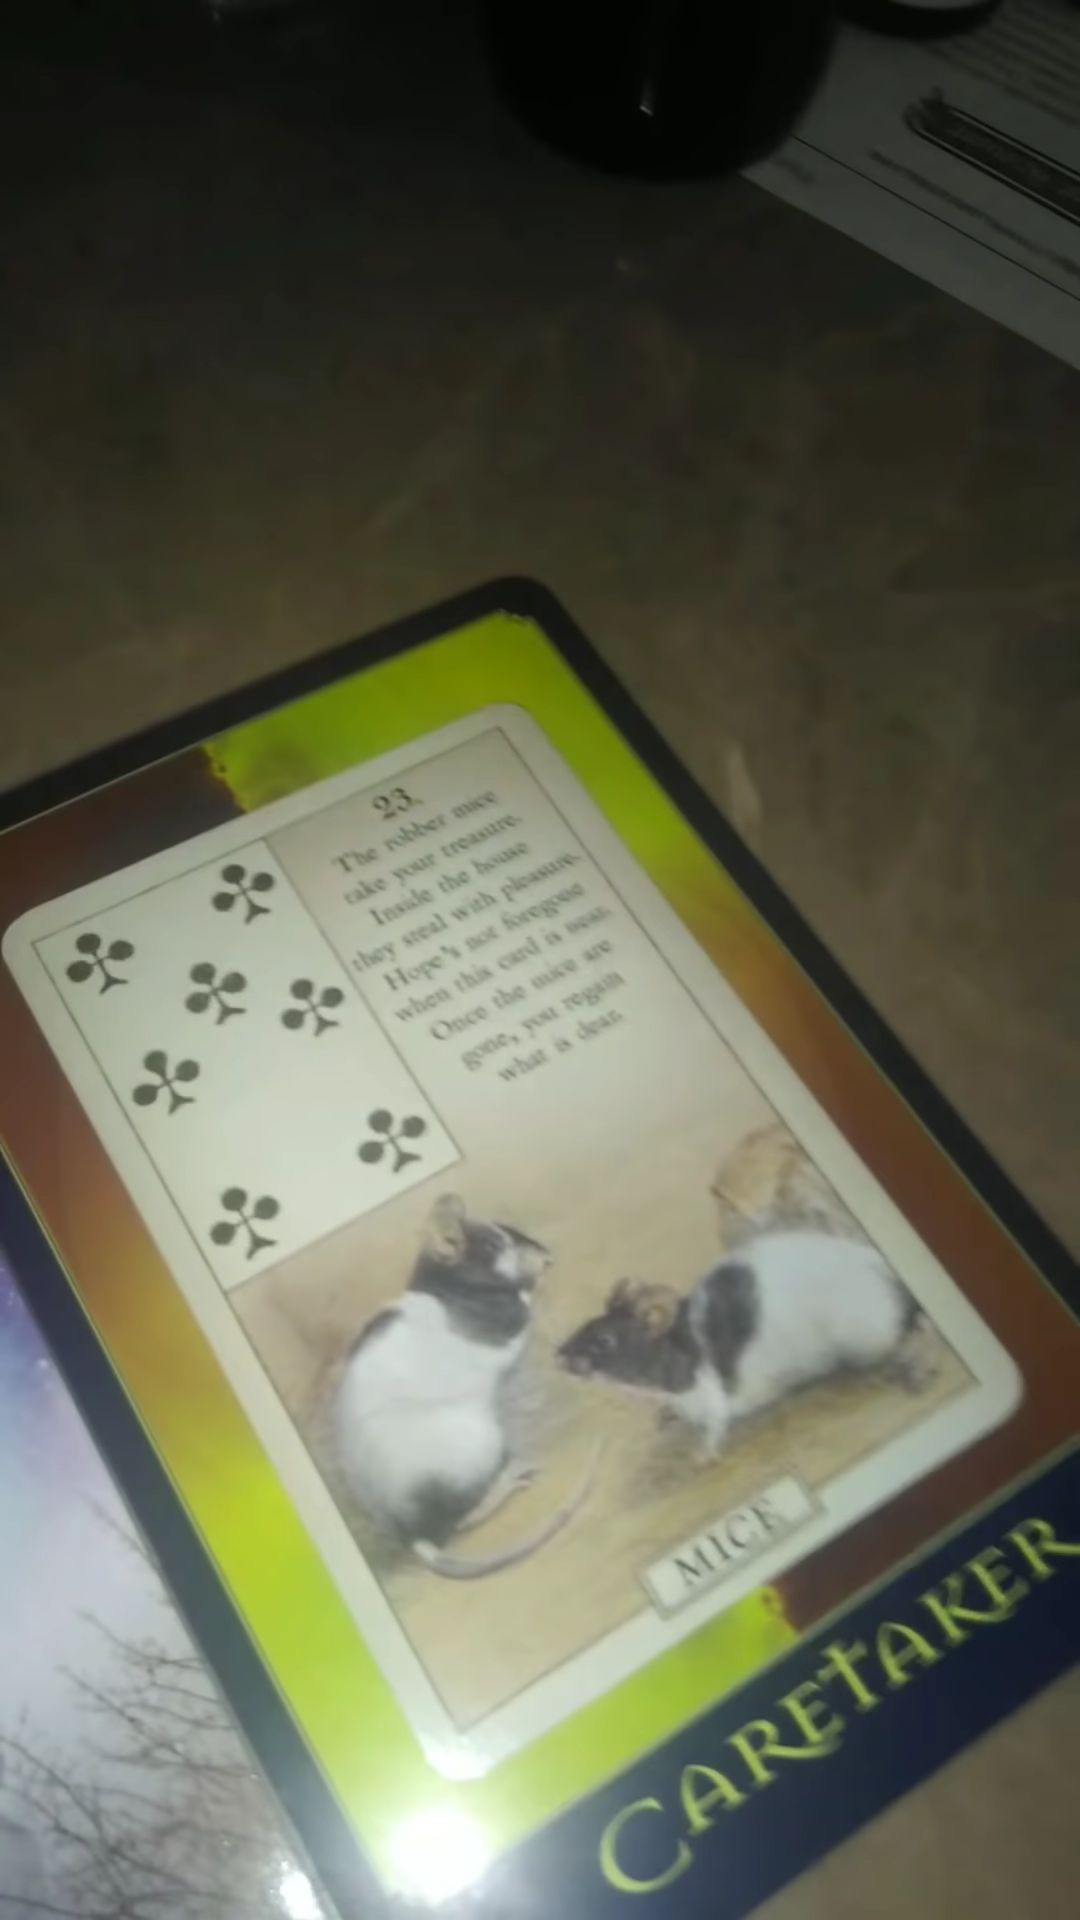 23.
The robber mice
take your treasure.
Inside the house
they steal with pleasure.
Hope's not foregone
when this card is near.
Once the mice are
gone, you regain
what is dear.
MICE
CARETAKER